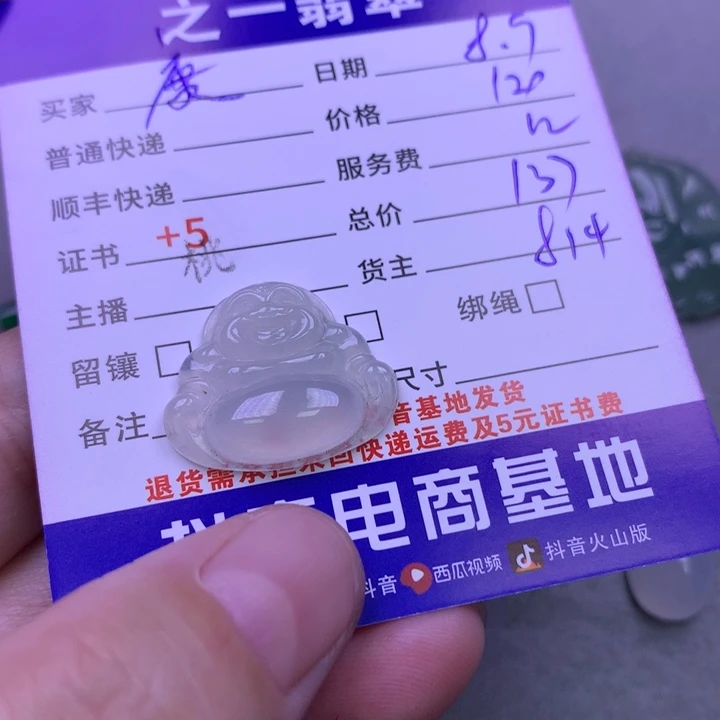 之一翡翠
买家 康 日期 8.5
普通快递 价格 120
顺丰快递 服务费 12
证书 +5 总价 137
主播 桃 货主 814
留镶 绑绳
备注 尺寸
音基地发货
退货需承担来回快递运费及5元证书费
抖音电商基地
抖音 西瓜视频 抖音火山版